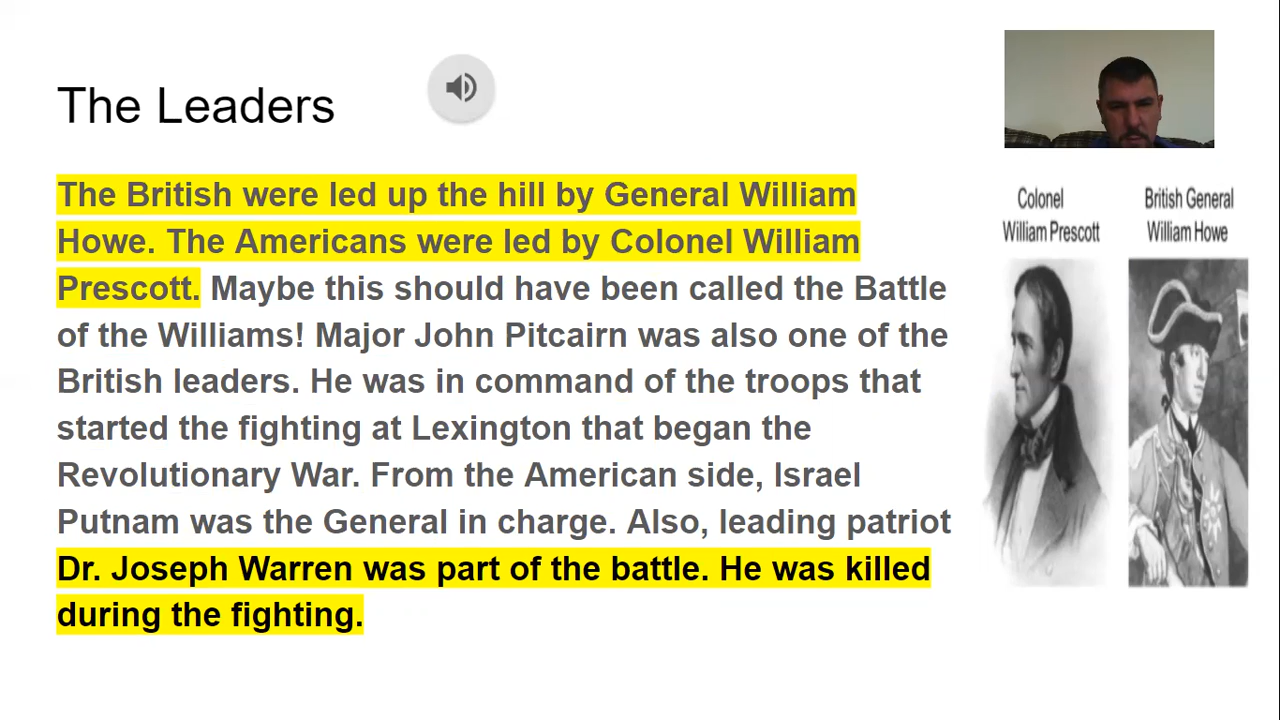 The Leaders
The British were led up the hill by General William
Howe. The Americans were led by Colonel William
Prescott. Maybe this should have been called the Battle
of the Williams! Major John Pitcairn was also one of the
British leaders. He was in command of the troops that
started the fighting at Lexington that began the
Revolutionary War. From the American side, Israel
Putnam was the General in charge. Also, leading patriot
Dr. Joseph Warren was part of the battle. He was killed
during the fighting.
Colonel
William Prescott
British General
William Howe